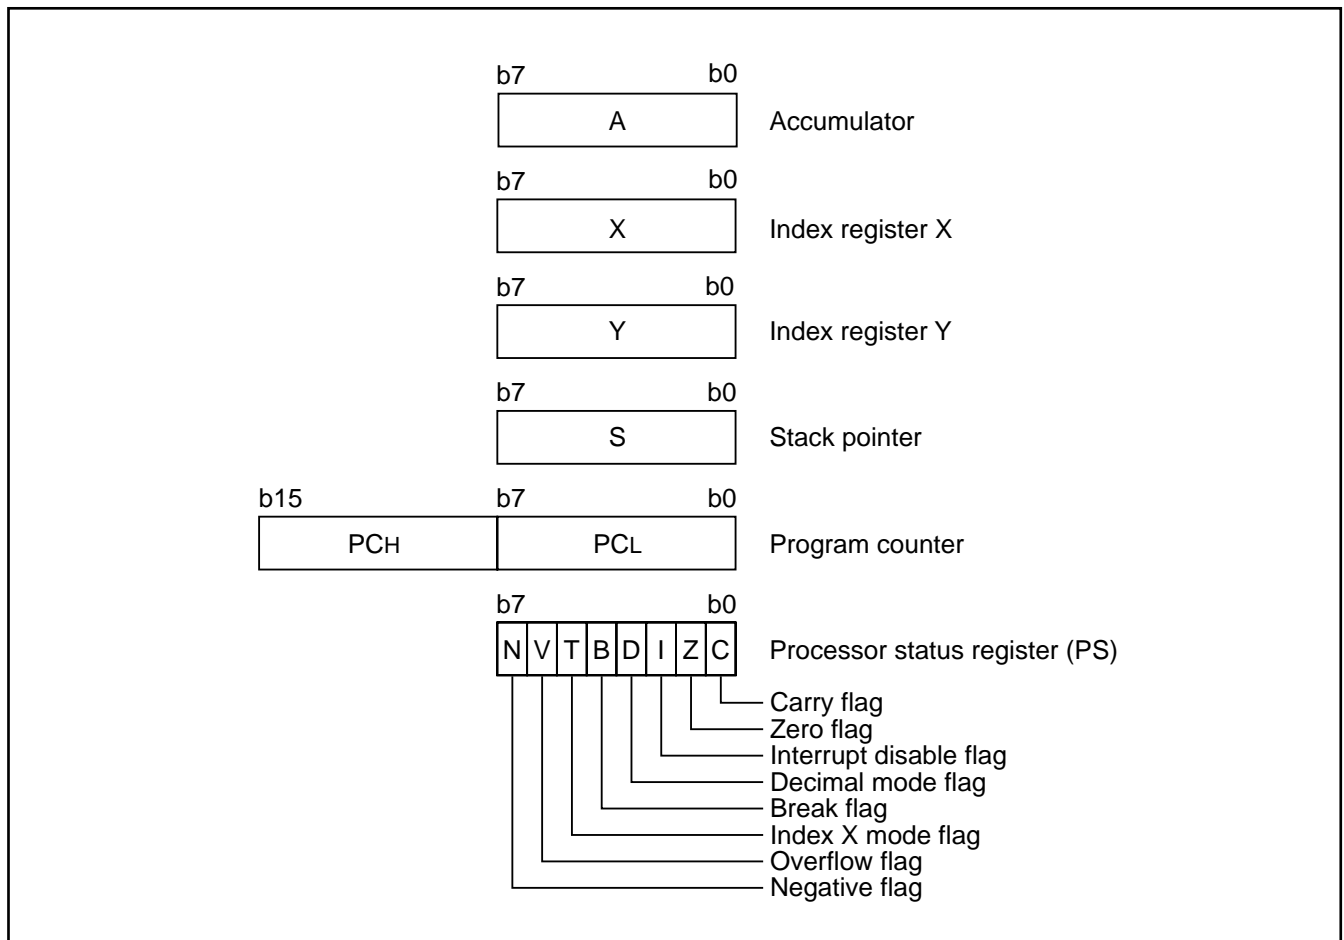 b7 b0
A Accumulator
b7 b0
X Index register X
b7 b0
Y Index register Y
b7 b0
S Stack pointer
b15 b7 b0
PCH PCL Program counter
b7 b0
N V T B D I Z C Processor status register (PS)
Carry flag
Zero flag
Interrupt disable flag
Decimal mode flag
Break flag
Index X mode flag
Overflow flag
Negative flag